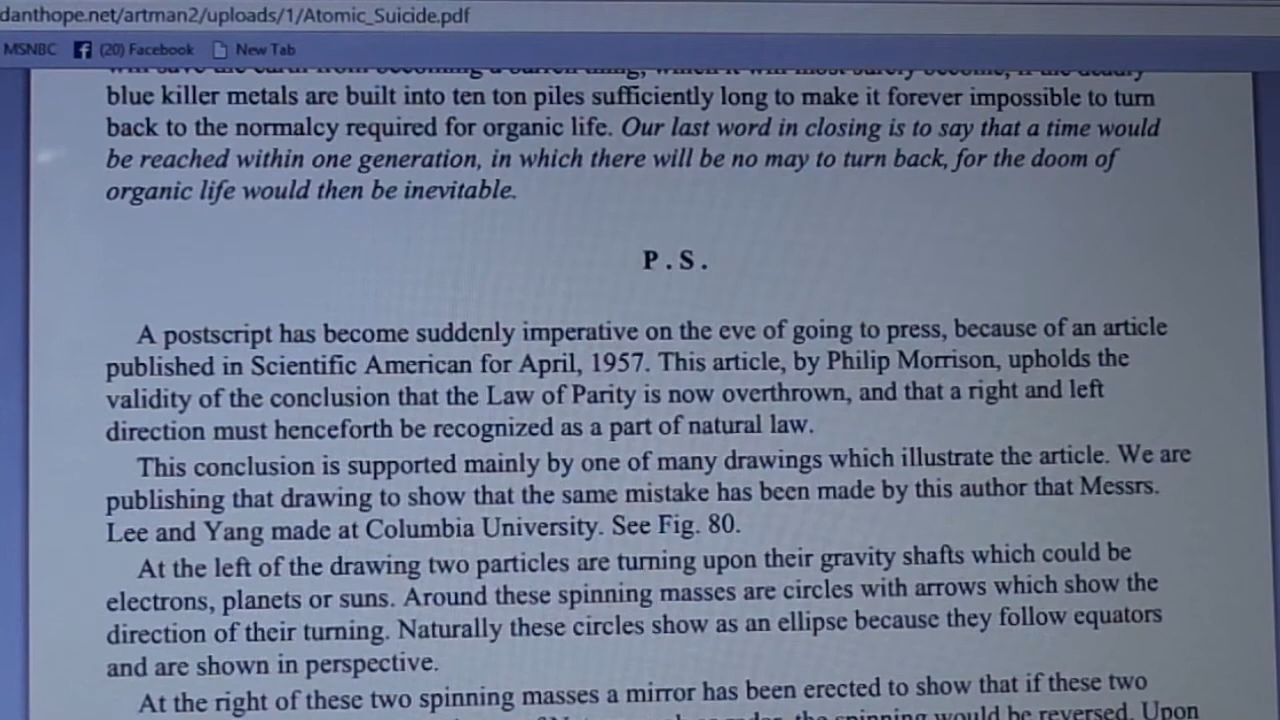 danthope.net/artman2/uploads/1/Atomic_Suicide.pdf
MSNBC (20) Facebook New Tab
blue killer metals are built into ten ton piles sufficiently long to make it forever impossible to turn
back to the normalcy required for organic life. Our last word in closing is to say that a time would
be reached within one generation, in which there will be no may to turn back, for the doom of
organic life would then be inevitable.
P.S.
A postscript has become suddenly imperative on the eve of going to press, because of an article
published in Scientific American for April, 1957. This article, by Philip Morrison, upholds the
validity of the conclusion that the Law of Parity is now overthrown, and that a right and left
direction must henceforth be recognized as a part of natural law.
This conclusion is supported mainly by one of many drawings which illustrate the article. We are
publishing that drawing to show that the same mistake has been made by this author that Messrs.
Lee and Yang made at Columbia University. See Fig. 80.
At the left of the drawing two particles are turning upon their gravity shafts which could be
electrons, planets or suns. Around these spinning masses are circles with arrows which show the
direction of their turning. Naturally these circles show as an ellipse because they follow equators
and are shown in perspective.
At the right of these two spinning masses a mirror has been erected to show that if these two
the spinning would be reversed. Upon